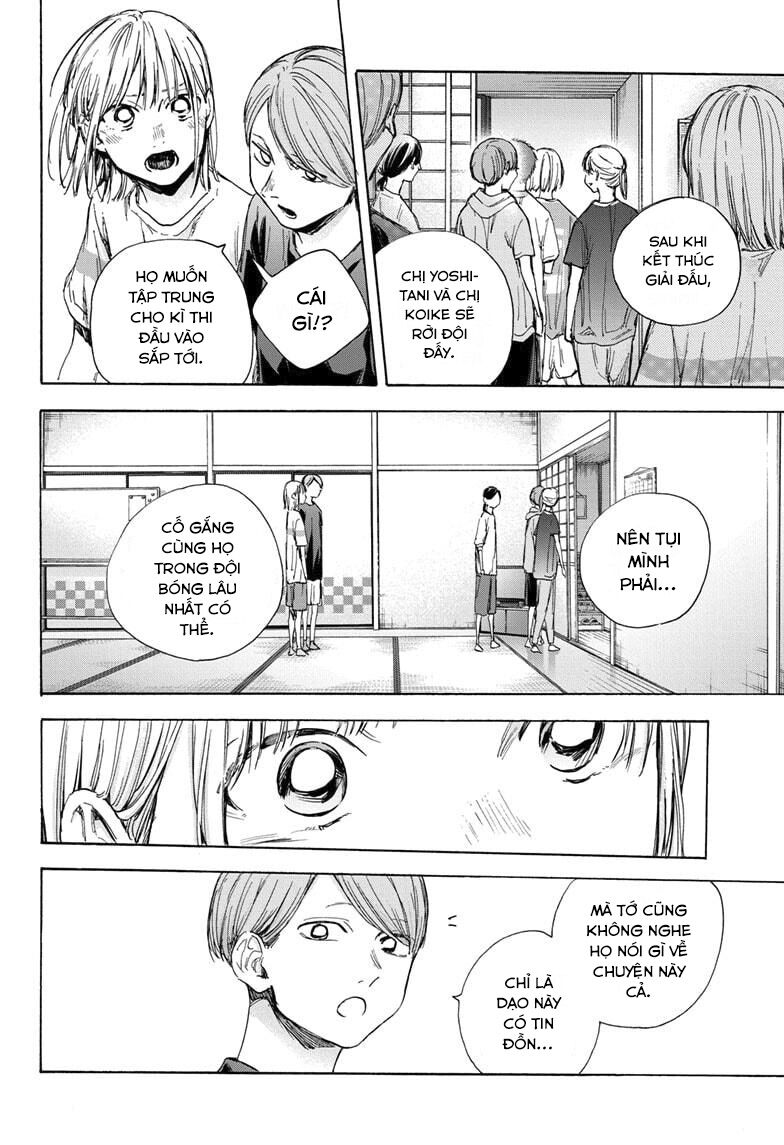 SAU KHI
KẾT THÚC
GIẢI ĐẤU,
CHỊ YOSHI-
TANI VÀ CHỊ
KOIKE SẼ
RỜI ĐỘI
ĐẤY.
CÁI
GÌ!?
HỌ MUỐN
TẬP TRUNG
CHO KÌ THI
ĐẦU VÀO
SẮP TỚI.
NÊN TỤI
MÌNH
PHẢI...
CỐ GẮNG
CÙNG HỌ
TRONG ĐỘI
BÓNG LÂU
NHẤT CÓ
THỂ.
MÀ TỚ CŨNG
KHÔNG NGHE
HỌ NÓI GÌ VỀ
CHUYỆN NÀY
CẢ.
CHỈ LÀ
DẠO NÀY
CÓ TIN
ĐỒN...